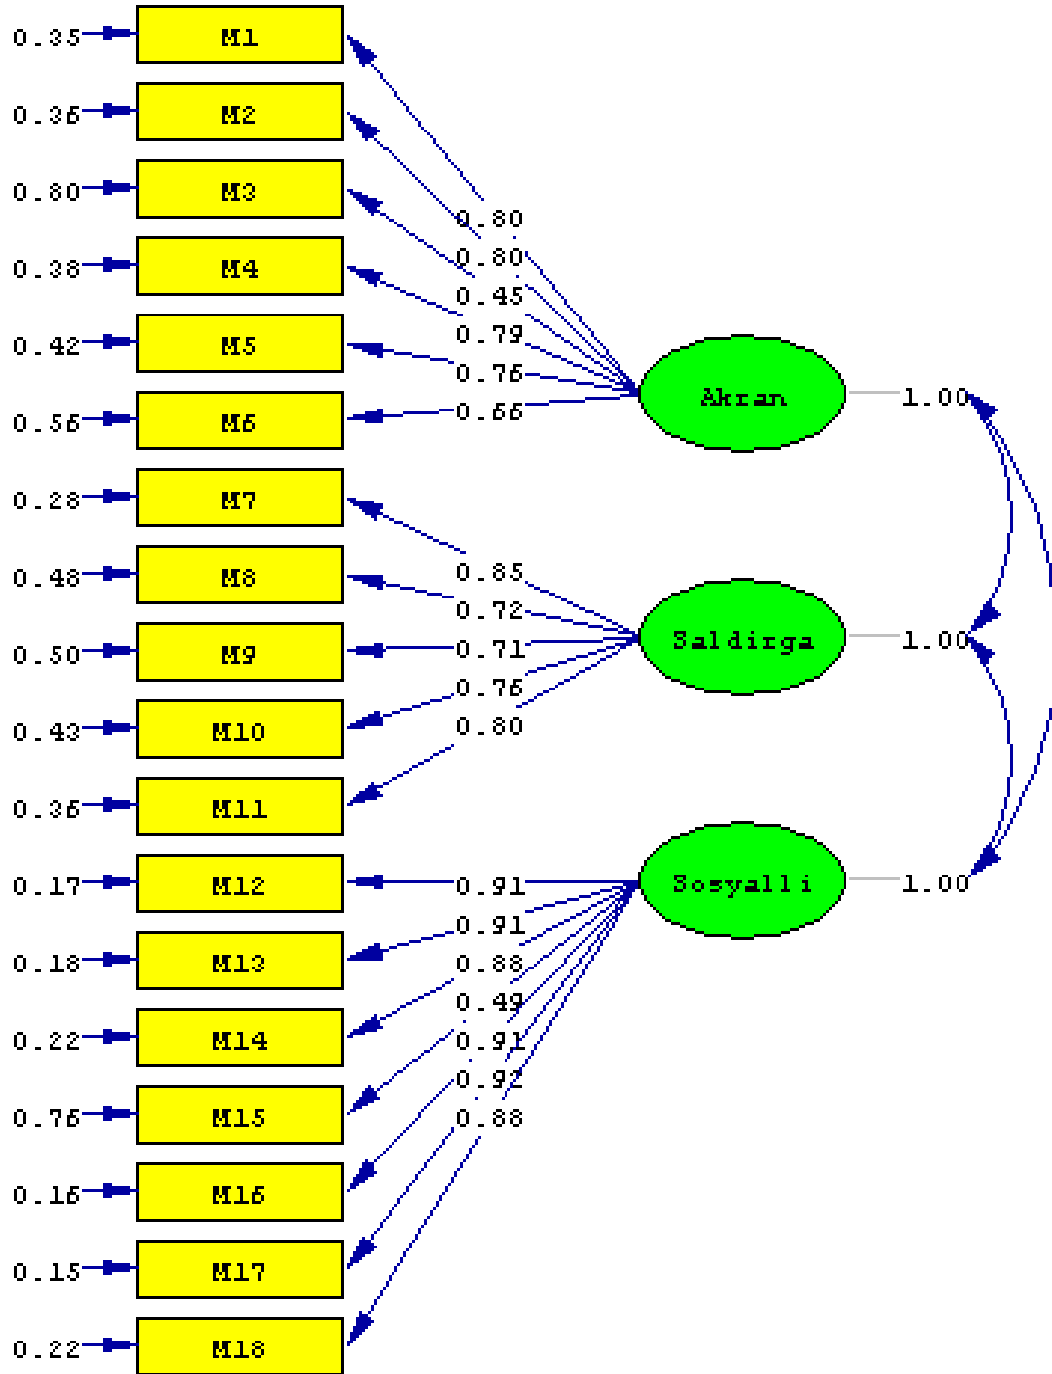 0.35 M1
0.36 M2
0.80 M3
0.80
0.80
0.38 M4
0.45
0.79
0.42 M5
0.76
Akran 1.00
0.56 M6
0.66
0.28 M7
0.85
0.48 M8
0.72
Saldirga 1.00
0.50 M9
0.71
0.76
0.43 M10
0.80
0.36 M11
0.17 M12
0.91
Sosyalli 1.00
0.91
0.18 M13
0.88
0.49
0.22 M14
0.91
0.92
0.76 M15
0.88
0.16 M16
0.15 M17
0.22 M18